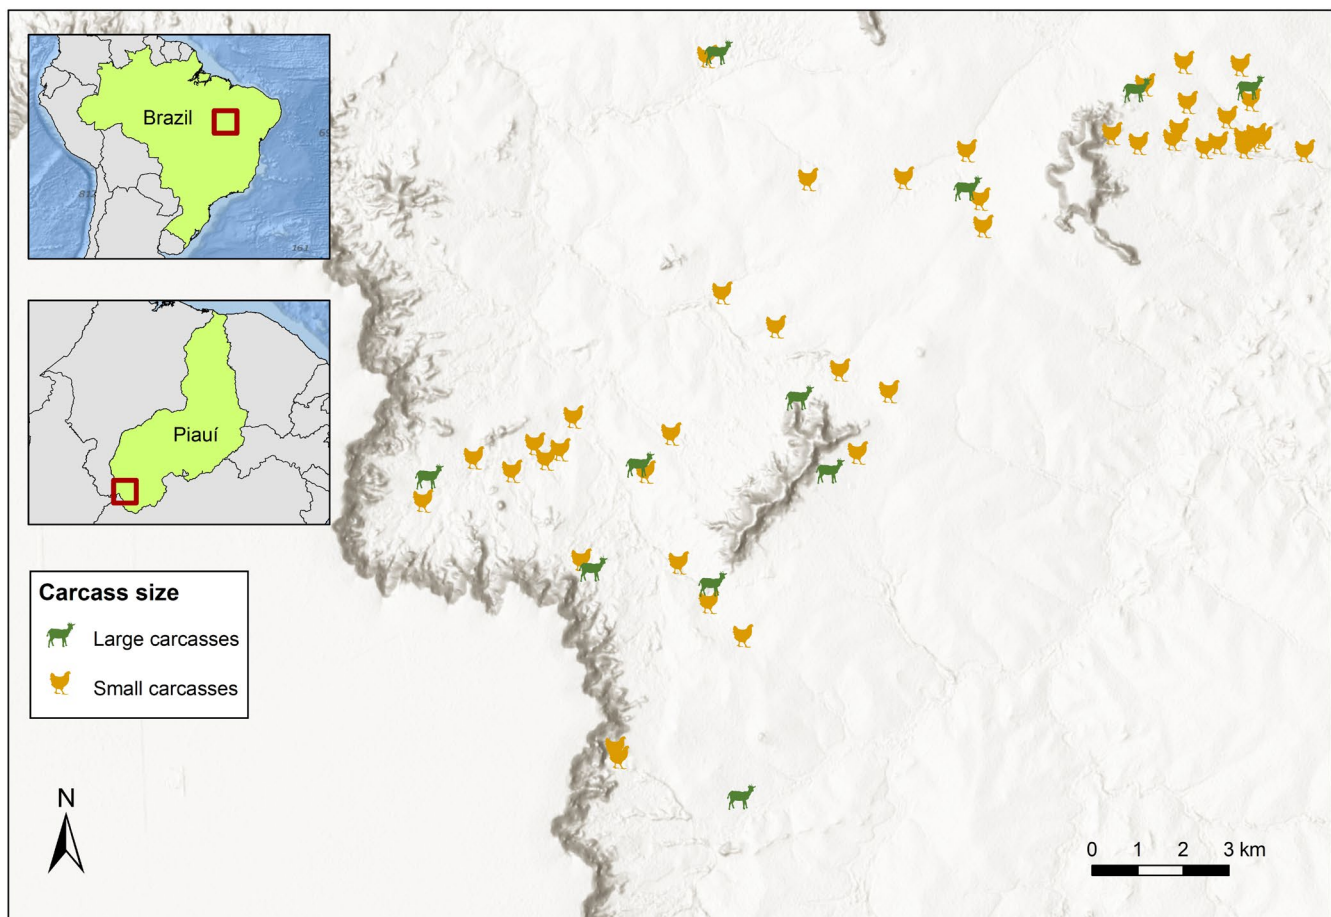 Brazil
Piauí
Carcass size
Large carcasses
Small carcasses
N
0 1 2 3 km